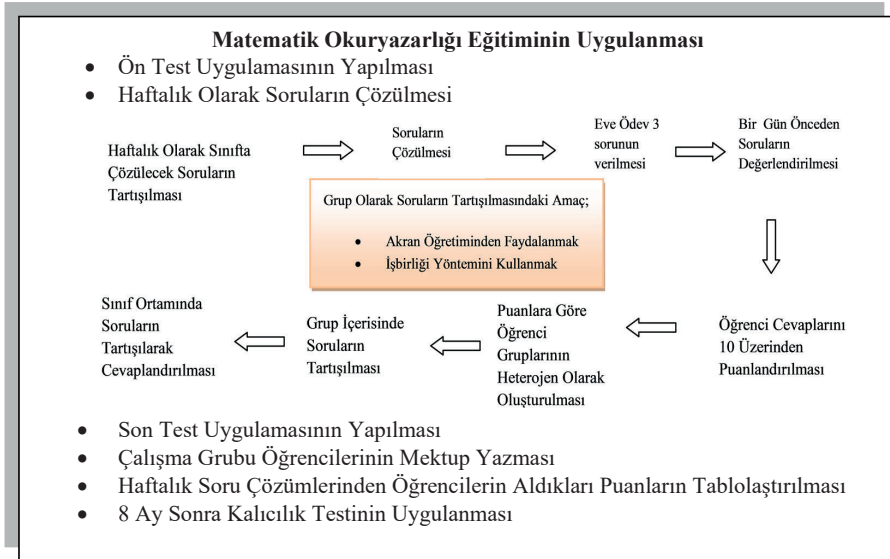 Matematik Okuryazarlığı Eğitiminin Uygulanması
• Ön Test Uygulamasının Yapılması
• Haftalık Olarak Soruların Çözülmesi
Haftalık Olarak Sınıfta
Çözülecek Soruların
Tartışılması
Soruların
Çözülmesi
Eve Ödev 3
sorunun
verilmesi
Bir Gün Önceden
Soruların
Değerlendirilmesi
Grup Olarak Soruların Tartışılmasındaki Amaç;
• Akran Öğretiminden Faydalanmak
• İşbirliği Yöntemini Kullanmak
Öğrenci Cevaplarını
10 Üzerinden
Puanlandırılması
Puanlara Göre
Öğrenci
Gruplarının
Heterojen Olarak
Oluşturulması
Grup İçerisinde
Soruların
Tartışılması
Sınıf Ortamında
Soruların
Tartışılarak
Cevaplandırılması
• Son Test Uygulamasının Yapılması
• Çalışma Grubu Öğrencilerinin Mektup Yazması
• Haftalık Soru Çözümlerinden Öğrencilerin Aldıkları Puanların Tablolaştırılması
• 8 Ay Sonra Kalıcılık Testinin Uygulanması